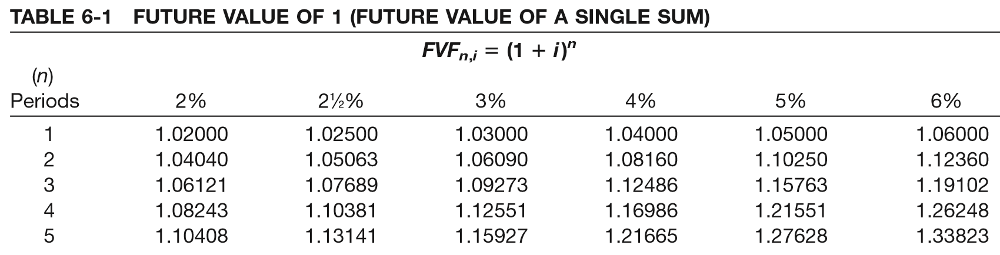 TABLE 6-1 FUTURE VALUE OF 1 (FUTURE VALUE OF A SINGLE SUM)
FVFn,i = (1 + i)^n
(n)
Periods 2% 2½% 3% 4% 5% 6%
1 1.02000 1.02500 1.03000 1.04000 1.05000 1.06000
2 1.04040 1.05063 1.06090 1.08160 1.10250 1.12360
3 1.06121 1.07689 1.09273 1.12486 1.15763 1.19102
4 1.08243 1.10381 1.12551 1.16986 1.21551 1.26248
5 1.10408 1.13141 1.15927 1.21665 1.27628 1.33823